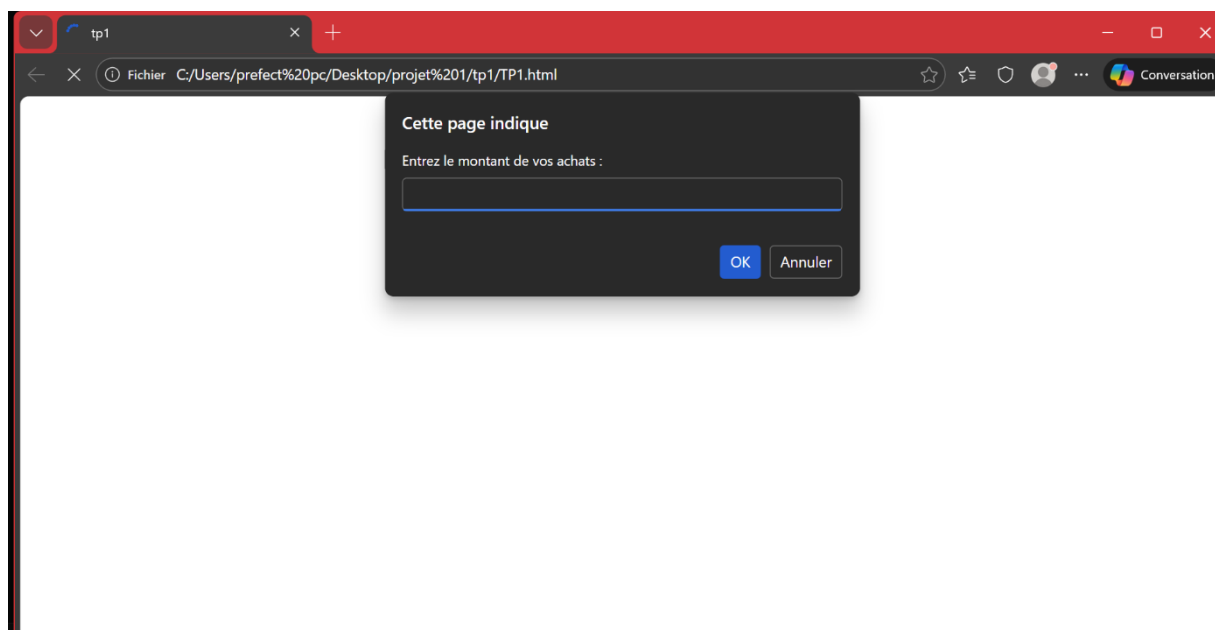 tp1
Fichier C:/Users/prefect%20pc/Desktop/projet%201/tp1/TP1.html
Conversation
Cette page indique
Entrez le montant de vos achats :
OK Annuler